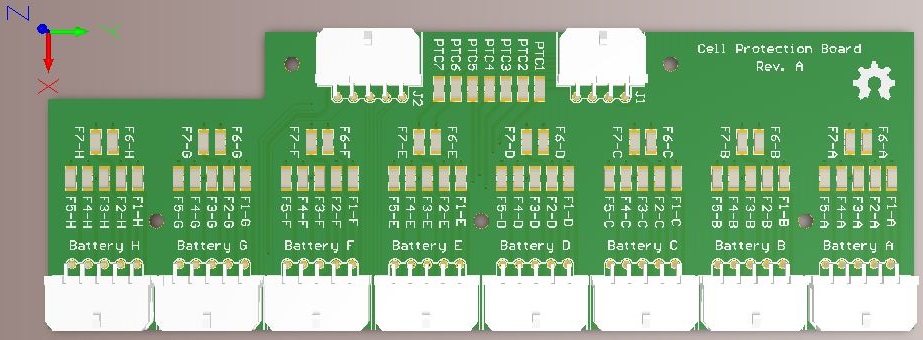 Z
X
PTC7 PTC6 PTC5 PTC4 PTC3 PTC2 PTC1
J2
J1
Cell Protection Board
Rev. A
F7-H F6-H
F7-G F6-G
F7-F F6-F
F7-E F6-E
F7-D F6-D
F7-C F6-C
F7-B F6-B
F7-A F6-A
F5-H F4-H F3-H F2-H F1-H
F5-G F4-G F3-G F2-G F1-G
F5-F F4-F F3-F F2-F F1-F
F5-E F4-E F3-E F2-E F1-E
F5-D F4-D F3-D F2-D F1-D
F5-C F4-C F3-C F2-C F1-C
F5-B F4-B F3-B F2-B F1-B
F5-A F4-A F3-A F2-A F1-A
Battery H
Battery G
Battery F
Battery E
Battery D
Battery C
Battery B
Battery A